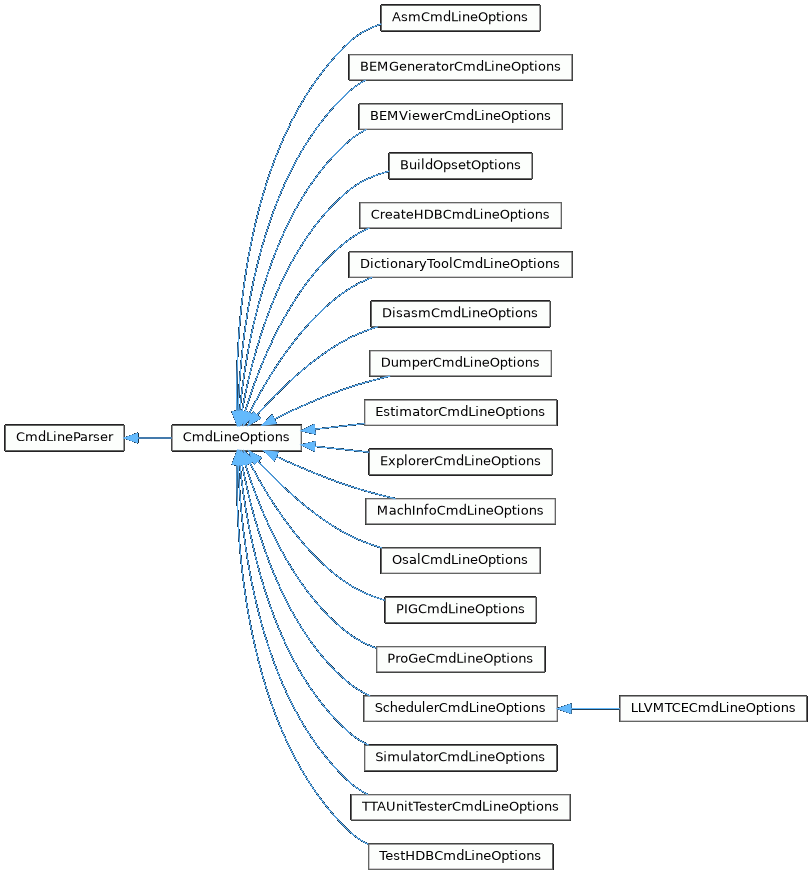 AsmCmdLineOptions
BEMGeneratorCmdLineOptions
BEMViewerCmdLineOptions
BuildOpsetOptions
CreateHDBCmdLineOptions
DictionaryToolCmdLineOptions
DisasmCmdLineOptions
DumperCmdLineOptions
EstimatorCmdLineOptions
CmdLineParser
CmdLineOptions
ExplorerCmdLineOptions
MachInfoCmdLineOptions
OsalCmdLineOptions
PIGCmdLineOptions
ProGeCmdLineOptions
SchedulerCmdLineOptions
LLVMTCECmdLineOptions
SimulatorCmdLineOptions
TTAUnitTesterCmdLineOptions
TestHDBCmdLineOptions